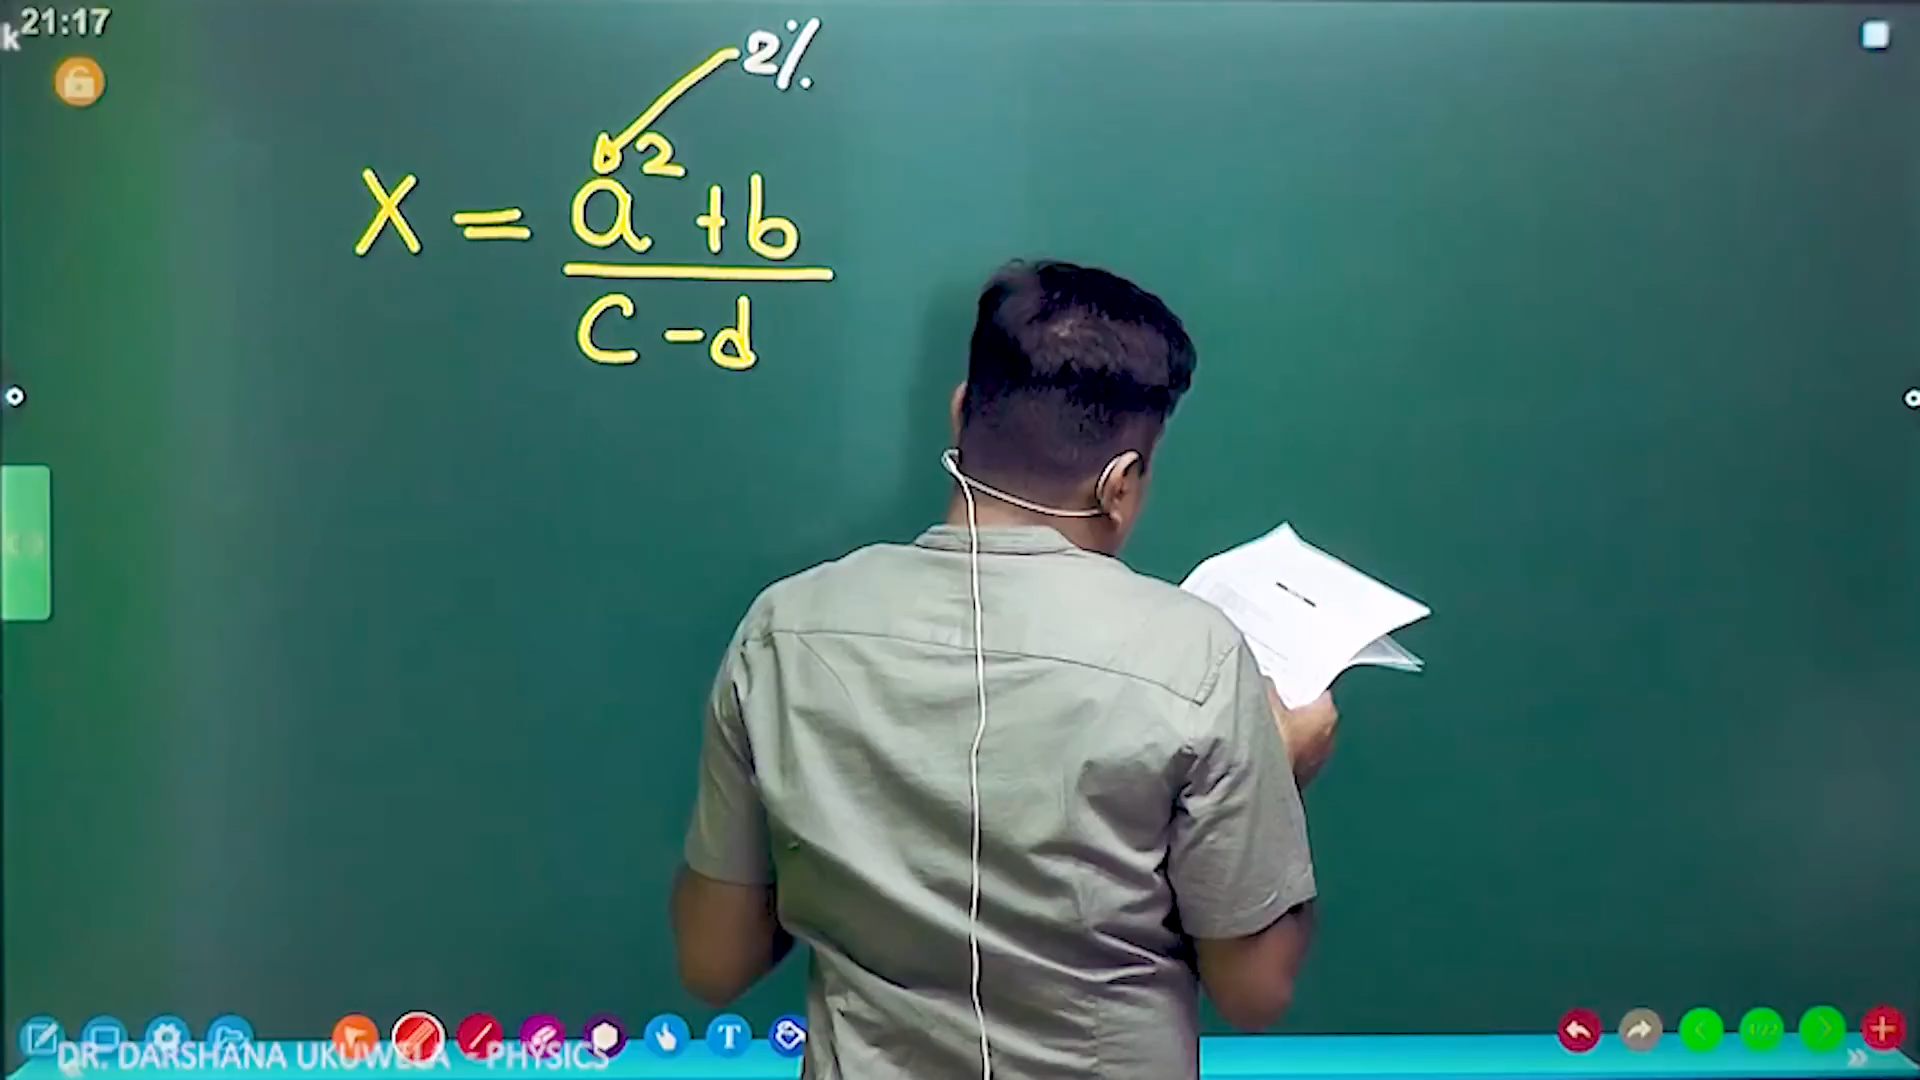 21:17
k
2%
X = a² + b
c - d
T
DR. DARSHANA UKUWELA - PHYSICS